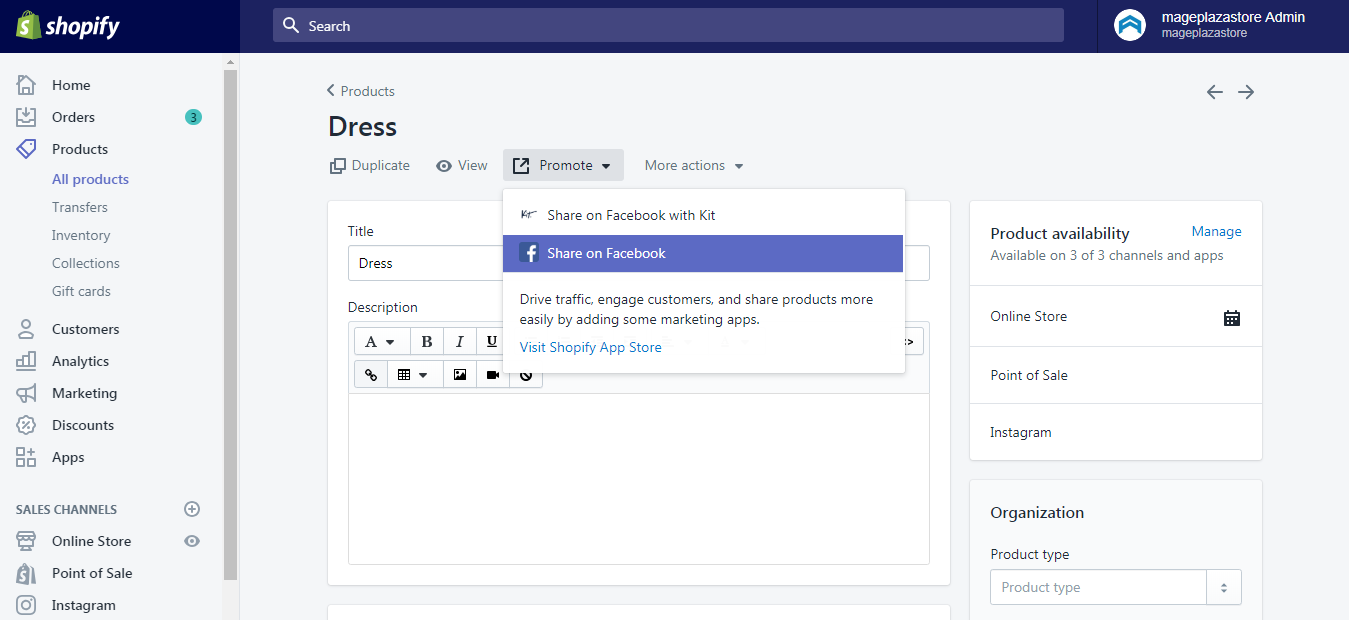 shopify
Search
mageplazastore Admin
mageplazastore
Home
Orders 3
Products
All products
Transfers
Inventory
Collections
Gift cards
Customers
Analytics
Marketing
Discounts
Apps
SALES CHANNELS
Online Store
Point of Sale
Instagram
Products
Dress
Duplicate View Promote More actions
Kit Share on Facebook with Kit
f Share on Facebook
Drive traffic, engage customers, and share products more
easily by adding some marketing apps.
Visit Shopify App Store
Title
Dress
Description
A B I U
Product availability Manage
Available on 3 of 3 channels and apps
Online Store
Point of Sale
Instagram
Organization
Product type
Product type